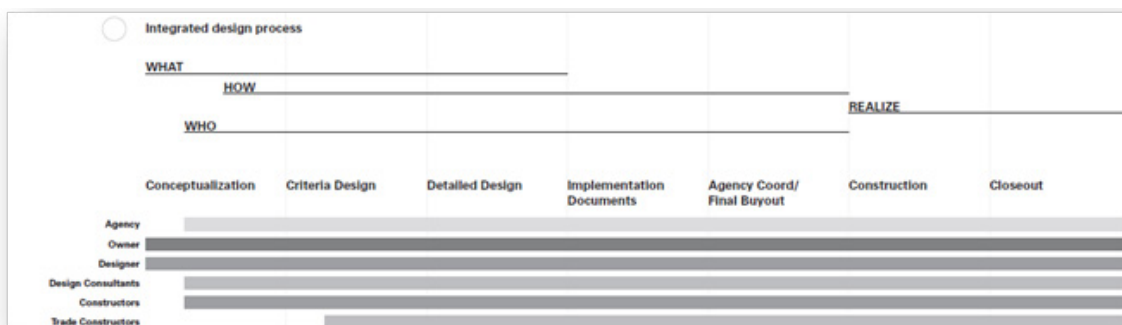 Integrated design process
WHAT
HOW
REALIZE
WHO
Conceptualization Criteria Design Detailed Design Implementation Documents Agency Coord/ Final Buyout Construction Closeout
Agency
Owner
Designer
Design Consultants
Constructors
Trade Constructors